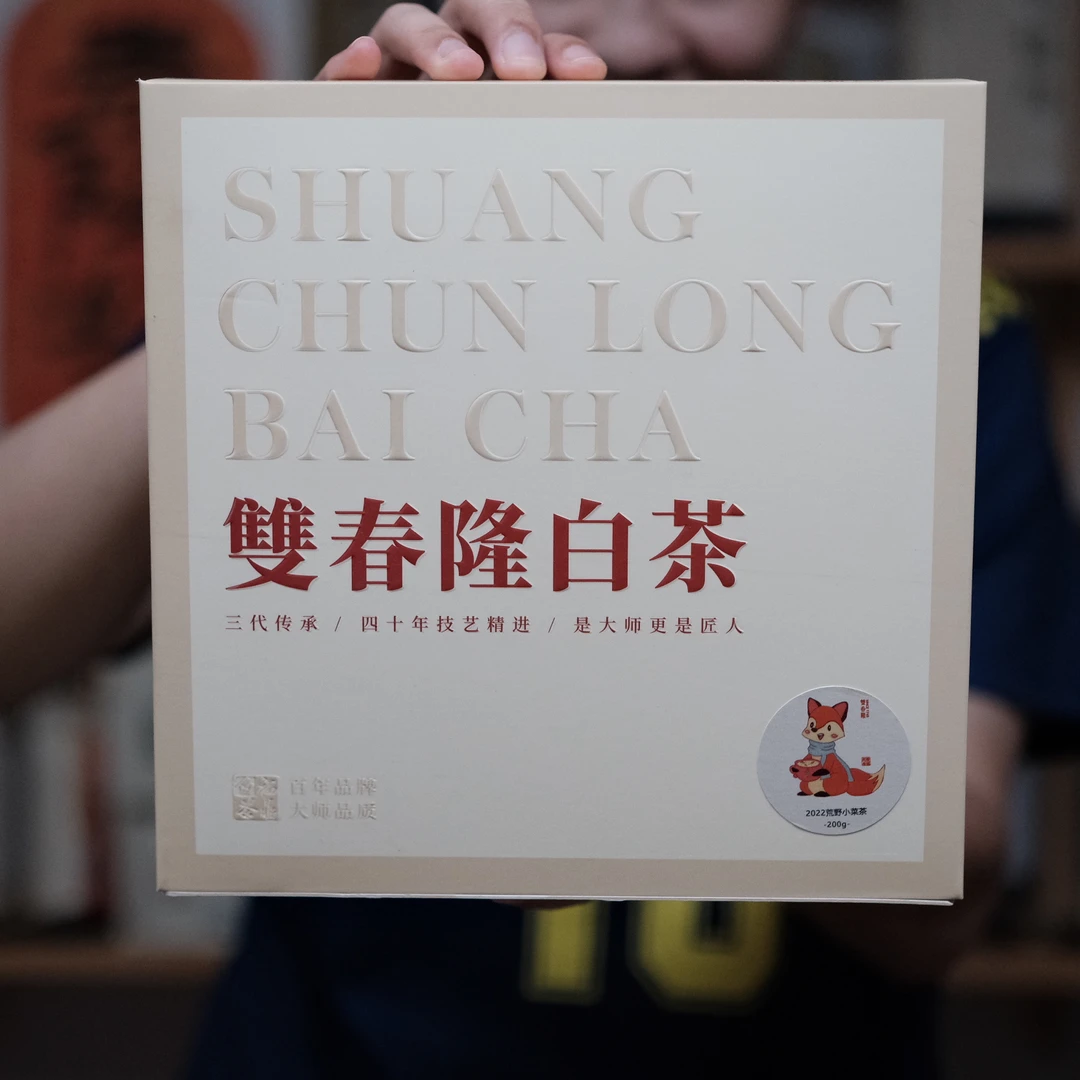 SHUANG
CHUN LONG
BAI CHA
雙春隆白茶
三代传承 / 四十年技艺精进 / 是大师更是匠人
百年品牌
大师品质
2022荒野小菜茶
-200g-
10